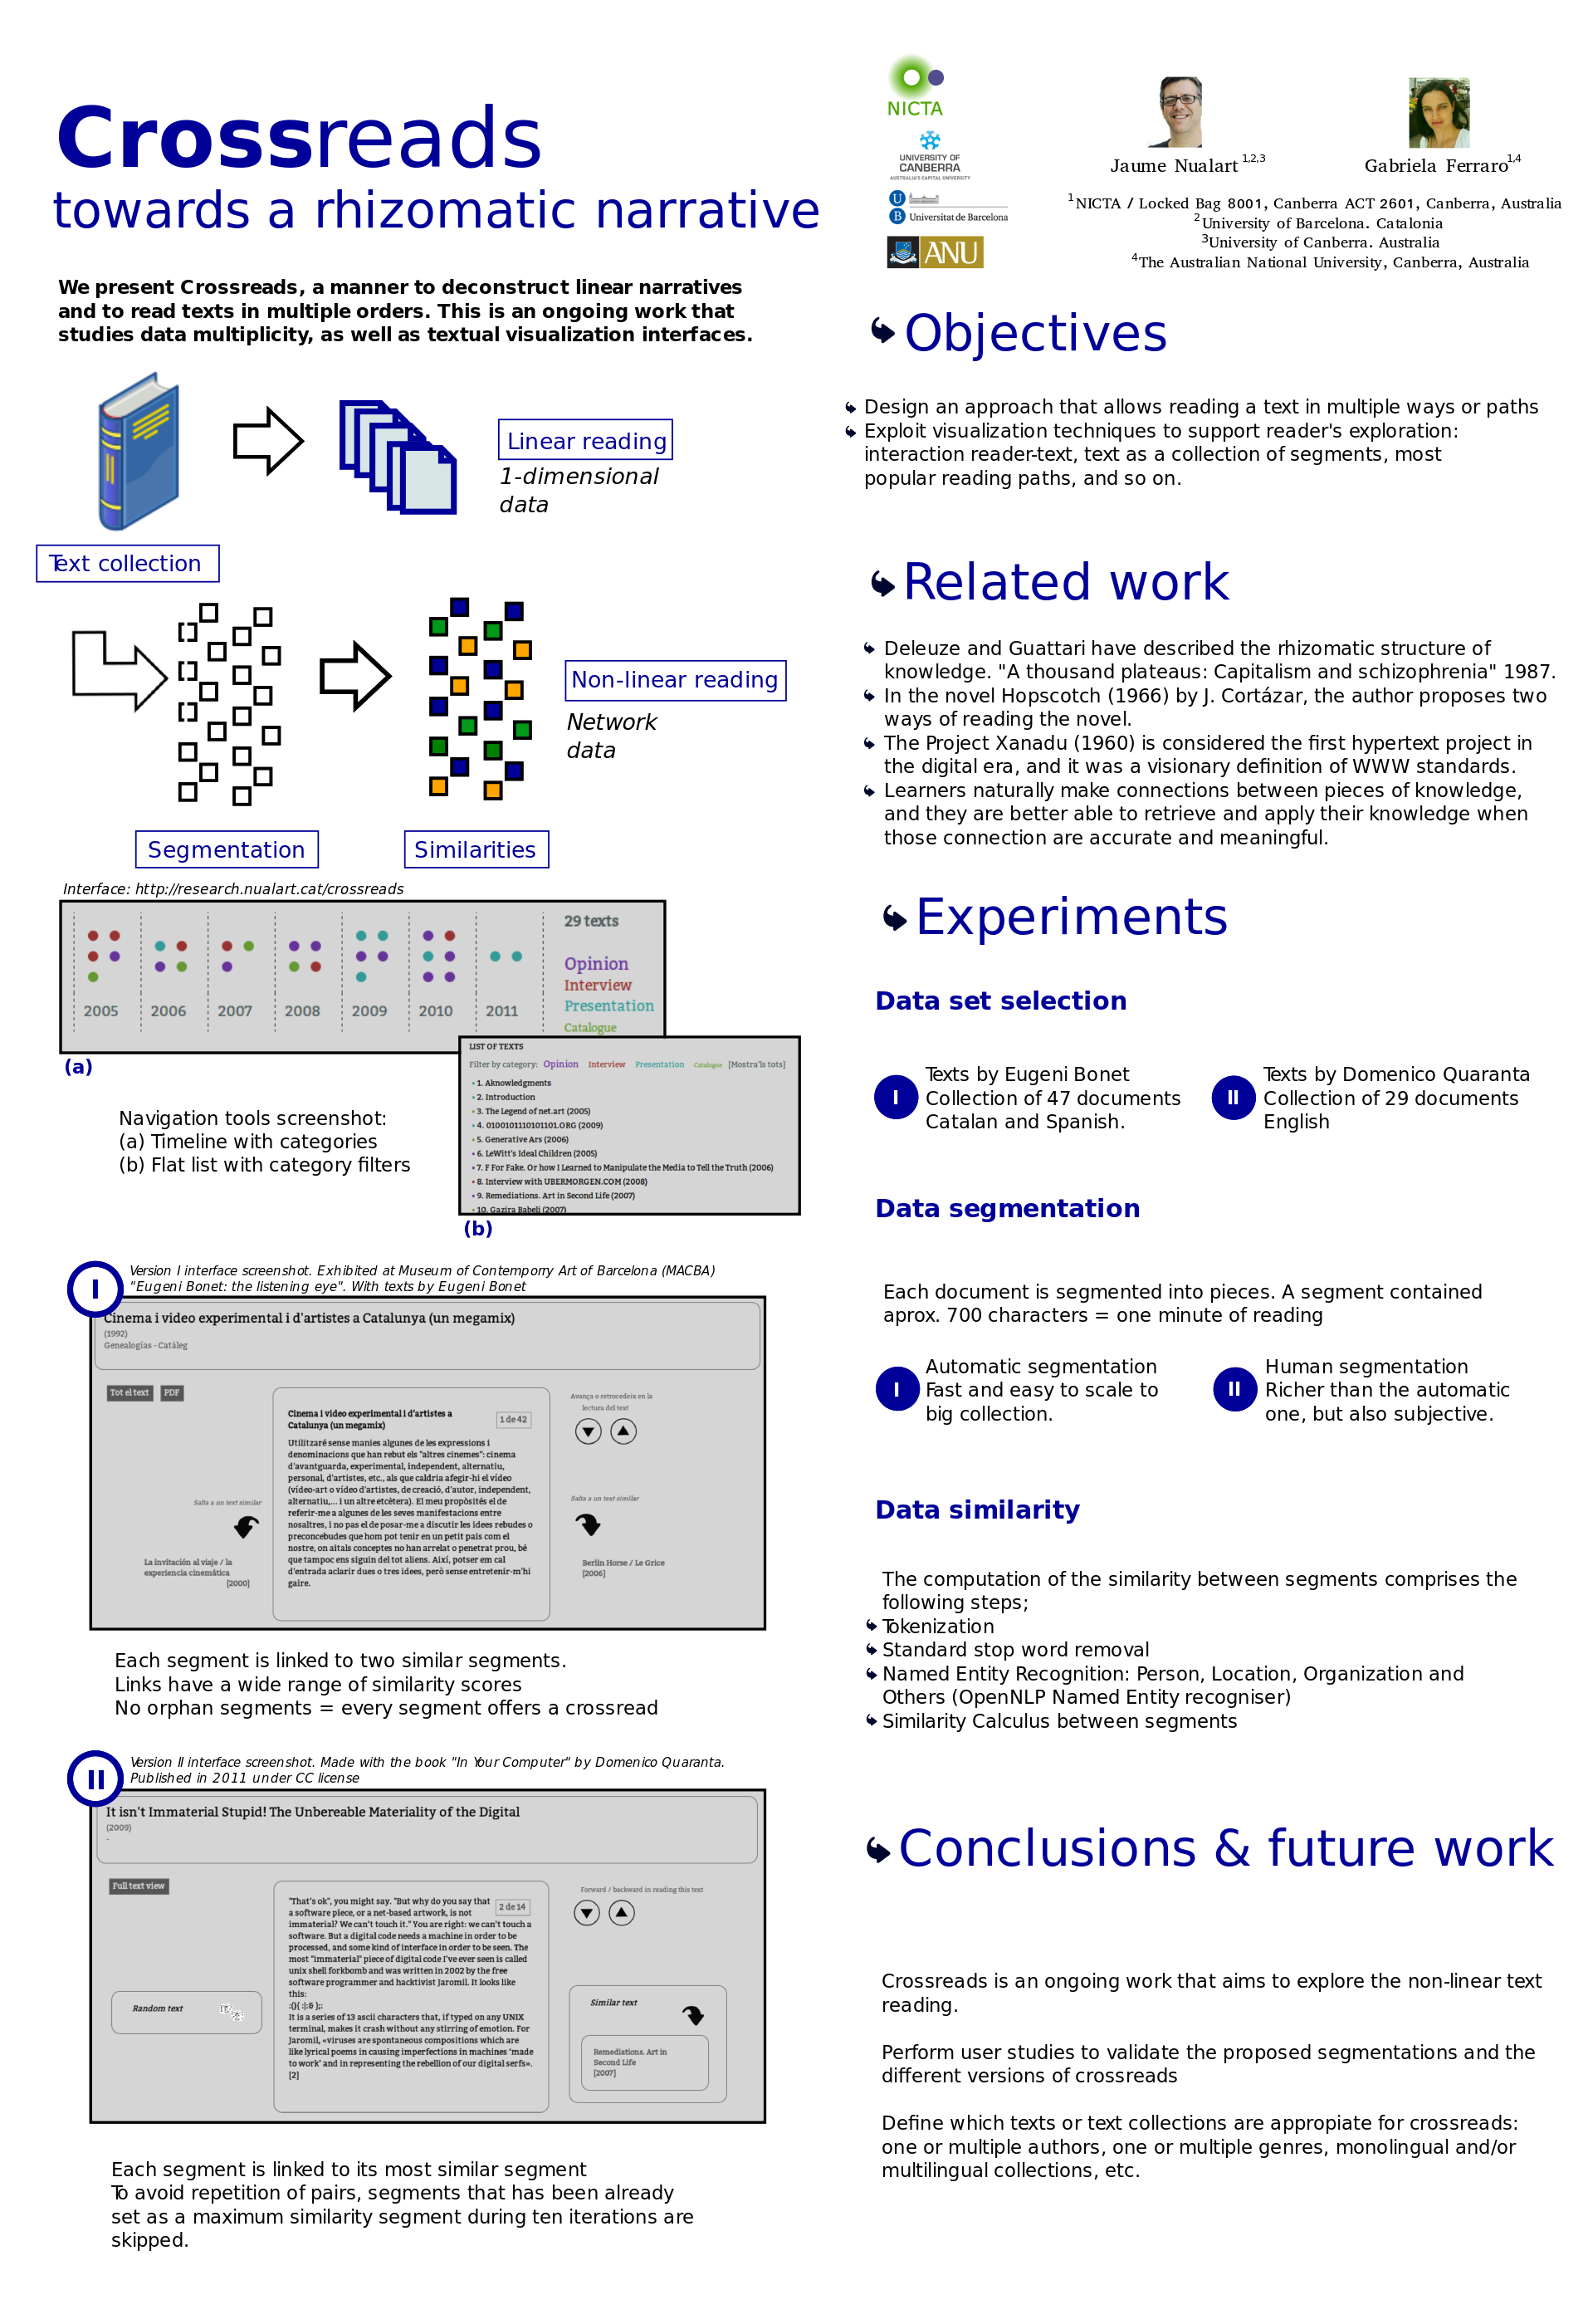 Crossreads
towards a rhizomatic narrative
We present Crossreads, a manner to deconstruct linear narratives
and to read texts in multiple orders. This is an ongoing work that
studies data multiplicity, as well as textual visualization interfaces.
Linear reading
1-dimensional
data
Text collection
Non-linear reading
Network
data
Segmentation
Similarities
Interface: http://research.nualart.cat/crossreads
29 texts
Opinion
Interview
Presentation
Catalogue
2005 2006 2007 2008 2009 2010 2011
(a)
LIST OF TEXTS
Filter by category: Opinion Interview Presentation Catalogue [Mostra'ls tots]
1. Aknowledgments
2. Introduction
3. The Legend of net.art (2005)
4. 0100101110101101.ORG (2009)
5. Generative Ars (2006)
6. LeWitt's Ideal Children (2005)
7. F For Fake. Or how I Learned to Manipulate the Media to Tell the Truth (2006)
8. Interview with UBERMORGEN.COM (2008)
9. Remediations. Art in Second Life (2007)
10. Gazira Babeli (2007)
(b)
Navigation tools screenshot:
(a) Timeline with categories
(b) Flat list with category filters
I
Version I interface screenshot. Exhibited at Museum of Contemporry Art of Barcelona (MACBA)
"Eugeni Bonet: the listening eye". With texts by Eugeni Bonet
Cinema i video experimental i d'artistes a Catalunya (un megamix)
(1992)
Genealogías - Catàleg
Tot el text PDF
Cinema i video experimental i d'artistes a
Catalunya (un megamix)
1 de 42
Utilitzaré sense manies algunes de les expressions i
denominacions que han rebut els "altres cinemes": cinema
d'avantguarda, experimental, independent, alternatiu,
personal, d'artistes, etc., als que caldria afegir-hi el vídeo
(vídeo-art o vídeo d'artistes, de creació, d'autor, independent,
alternatiu,... i un altre etcètera). El meu propòsités el de
referir-me a algunes de les seves manifestacions entre
nosaltres, i no pas el de posar-me a discutir les idees rebudes o
preconcebudes que hom pot tenir en un petit país com el
nostre, on aitals conceptes no han arrelat o penetrat prou, bé
que tampoc ens siguin del tot aliens. Així, potser em cal
d'entrada aclarir dues o tres idees, però sense entretenir-m'hi
gaire.
Avança o retrocedeix en la
lectura del text
Salta a un text similar
La invitación al viaje / la
experiencia cinemática
[2000]
Salta a un text similar
Berlin Horse / Le Grice
[2006]
Each segment is linked to two similar segments.
Links have a wide range of similarity scores
No orphan segments = every segment offers a crossread
II
Version II interface screenshot. Made with the book "In Your Computer" by Domenico Quaranta.
Published in 2011 under CC license
It isn't Immaterial Stupid! The Unbereable Materiality of the Digital
(2009)
-
Full text view
"That's ok", you might say. "But why do you say that
a software piece, or a net-based artwork, is not
immaterial? We can't touch it." You are right: we can't touch a
software. But a digital code needs a machine in order to be
processed, and some kind of interface in order to be seen. The
most "immaterial" piece of digital code I've ever seen is called
unix shell forkbomb and was written in 2002 by the free
software programmer and hacktivist Jaromil. It looks like
this:
:(){ :|:& };:
It is a series of 13 ascii characters that, if typed on any UNIX
terminal, makes it crash without any stirring of emotion. For
Jaromil, «viruses are spontaneous compositions which are
like lyrical poems in causing imperfections in machines 'made
to work' and in representing the rebellion of our digital serfs».
[2]
2 de 14
Forward / backward in reading this text
Random text
Similar text
Remediations. Art in
Second Life
[2007]
Each segment is linked to its most similar segment
To avoid repetition of pairs, segments that has been already
set as a maximum similarity segment during ten iterations are
skipped.
NICTA
UNIVERSITY OF
CANBERRA
AUSTRALIA'S CAPITAL UNIVERSITY
U
B Universitat de Barcelona
ANU
Jaume Nualart 1,2,3
Gabriela Ferraro 1,4
1 NICTA / Locked Bag 8001, Canberra ACT 2601, Canberra, Australia
2 University of Barcelona. Catalonia
3 University of Canberra. Australia
4 The Australian National University, Canberra, Australia
Objectives
Design an approach that allows reading a text in multiple ways or paths
Exploit visualization techniques to support reader's exploration:
interaction reader-text, text as a collection of segments, most
popular reading paths, and so on.
Related work
Deleuze and Guattari have described the rhizomatic structure of
knowledge. "A thousand plateaus: Capitalism and schizophrenia" 1987.
In the novel Hopscotch (1966) by J. Cortázar, the author proposes two
ways of reading the novel.
The Project Xanadu (1960) is considered the first hypertext project in
the digital era, and it was a visionary definition of WWW standards.
Learners naturally make connections between pieces of knowledge,
and they are better able to retrieve and apply their knowledge when
those connection are accurate and meaningful.
Experiments
Data set selection
I
Texts by Eugeni Bonet
Collection of 47 documents
Catalan and Spanish.
II
Texts by Domenico Quaranta
Collection of 29 documents
English
Data segmentation
Each document is segmented into pieces. A segment contained
aprox. 700 characters = one minute of reading
I
Automatic segmentation
Fast and easy to scale to
big collection.
II
Human segmentation
Richer than the automatic
one, but also subjective.
Data similarity
The computation of the similarity between segments comprises the
following steps;
Tokenization
Standard stop word removal
Named Entity Recognition: Person, Location, Organization and
Others (OpenNLP Named Entity recogniser)
Similarity Calculus between segments
Conclusions & future work
Crossreads is an ongoing work that aims to explore the non-linear text
reading.
Perform user studies to validate the proposed segmentations and the
different versions of crossreads
Define which texts or text collections are appropiate for crossreads:
one or multiple authors, one or multiple genres, monolingual and/or
multilingual collections, etc.